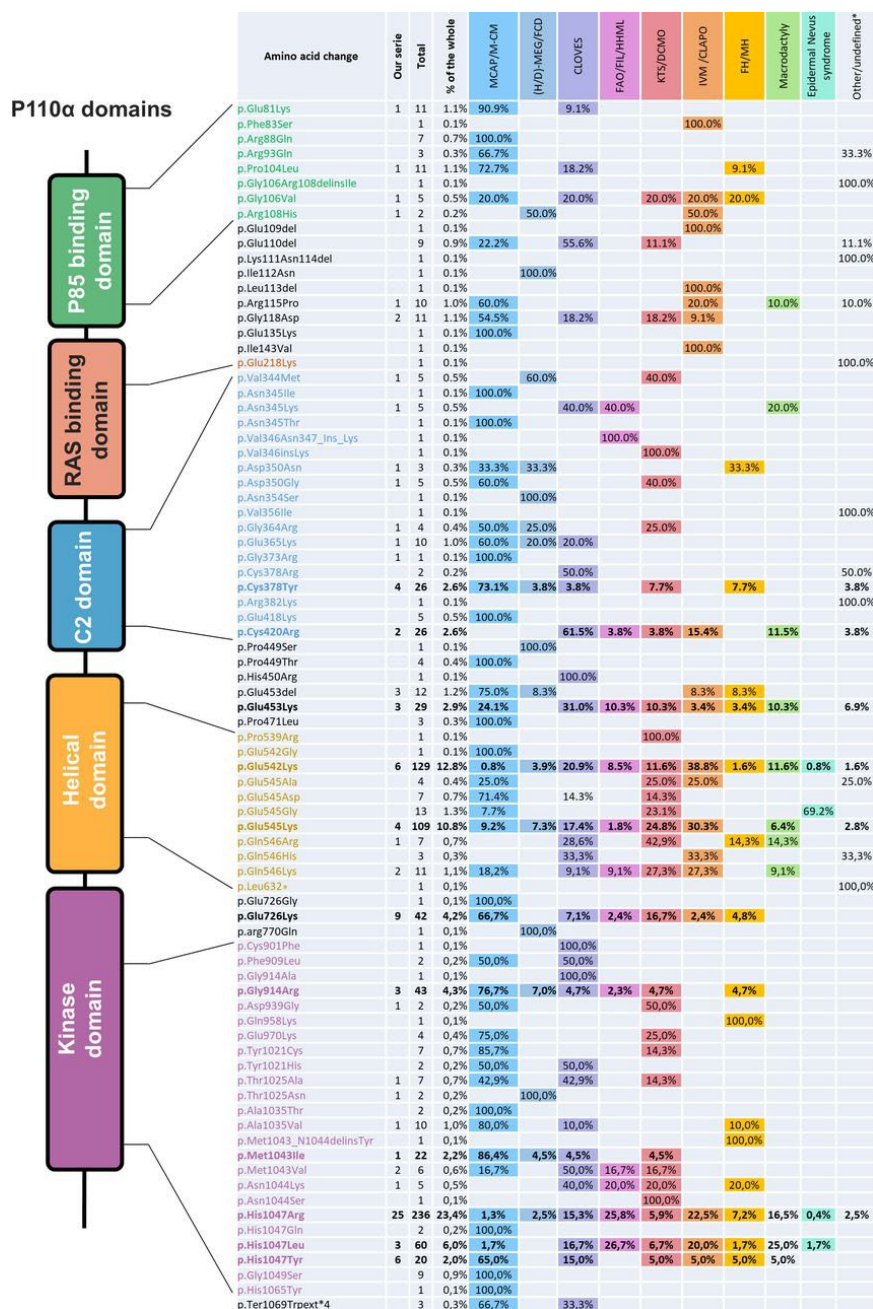 Amino acid change Our serie Total % of the whole MCAP/M-CM (H/D)-MEG/FCD CLOVES FAO/FIL/HHML KTS/DCMO IVM /CLAPO FH/MH Macrodactyly Epidermal Nevus syndrome Other/undefined*
P110α domains
P85 binding domain
RAS binding domain
C2 domain
Helical domain
Kinase domain
p.Glu81Lys 1 11 1.1% 90.9% 9.1%
p.Phe83Ser 1 0.1% 100.0%
p.Arg88Gln 7 0.7% 100.0%
p.Arg93Gln 3 0.3% 66.7% 33.3%
p.Pro104Leu 1 11 1.1% 72.7% 18.2% 9.1%
p.Gly106Arg108delinsIle 1 0.1% 100.0%
p.Gly106Val 1 5 0.5% 20.0% 20.0% 20.0% 20.0% 20.0%
p.Arg108His 1 2 0.2% 50.0% 50.0%
p.Glu109del 1 0.1% 100.0%
p.Glu110del 9 0.9% 22.2% 55.6% 11.1% 11.1%
p.Lys111Asn114del 1 0.1% 100.0%
p.Ile112Asn 1 0.1% 100.0%
p.Leu113del 1 0.1% 100.0%
p.Arg115Pro 1 10 1.0% 60.0% 20.0% 10.0% 10.0%
p.Gly118Asp 2 11 1.1% 54.5% 18.2% 18.2% 9.1%
p.Glu135Lys 1 0.1% 100.0%
p.Ile143Val 1 0.1% 100.0%
p.Glu218Lys 1 0.1% 100.0%
p.Val344Met 1 5 0.5% 60.0% 40.0%
p.Asn345Ile 1 0.1% 100.0%
p.Asn345Lys 1 5 0.5% 40.0% 40.0% 20.0%
p.Asn345Thr 1 0.1% 100.0%
p.Val346Asn347_Ins_Lys 1 0.1% 100.0%
p.Val346insLys 1 0.1% 100.0%
p.Asp350Asn 1 3 0.3% 33.3% 33.3% 33.3%
p.Asp350Gly 1 5 0.5% 60.0% 40.0%
p.Asn354Ser 1 0.1% 100.0%
p.Val356Ile 1 0.1% 100.0%
p.Gly364Arg 1 4 0.4% 50.0% 25.0% 25.0%
p.Glu365Lys 1 10 1.0% 60.0% 20.0% 20.0%
p.Gly373Arg 1 1 0.1% 100.0%
p.Cys378Arg 2 0.2% 50.0% 50.0%
p.Cys378Tyr 4 26 2.6% 73.1% 3.8% 3.8% 7.7% 7.7% 3.8%
p.Arg382Lys 1 0.1% 100.0%
p.Glu418Lys 5 0.5% 100.0%
p.Cys420Arg 2 26 2.6% 61.5% 3.8% 3.8% 15.4% 11.5% 3.8%
p.Pro449Ser 1 0.1% 100.0%
p.Pro449Thr 4 0.4% 100.0%
p.His450Arg 1 0.1% 100.0%
p.Glu453del 3 12 1.2% 75.0% 8.3% 8.3% 8.3%
p.Glu453Lys 3 29 2.9% 24.1% 31.0% 10.3% 10.3% 3.4% 3.4% 10.3% 6.9%
p.Pro471Leu 3 0.3% 100.0%
p.Pro539Arg 1 0.1% 100.0%
p.Glu542Gly 1 0.1% 100.0%
p.Glu542Lys 6 129 12.8% 0.8% 3.9% 20.9% 8.5% 11.6% 38.8% 1.6% 11.6% 0.8% 1.6%
p.Glu545Ala 4 0.4% 25.0% 25.0% 25.0% 25.0%
p.Glu545Asp 7 0.7% 71.4% 14.3% 14.3%
p.Glu545Gly 13 1.3% 7.7% 23.1% 69.2%
p.Glu545Lys 4 109 10.8% 9.2% 7.3% 17.4% 1.8% 24.8% 30.3% 6.4% 2.8%
p.Gln546Arg 1 7 0,7% 28,6% 42,9% 14,3% 14,3%
p.Gln546His 3 0,3% 33,3% 33,3% 33,3%
p.Gln546Lys 2 11 1,1% 18,2% 9,1% 9,1% 27,3% 27,3% 9,1%
p.Leu632* 1 0,1% 100,0%
p.Glu726Gly 1 0,1% 100,0%
p.Glu726Lys 9 42 4,2% 66,7% 7,1% 2,4% 16,7% 2,4% 4,8%
p.arg770Gln 1 0,1% 100,0%
p.Cys901Phe 1 0,1% 100,0%
p.Phe909Leu 2 0,2% 50,0% 50,0%
p.Gly914Ala 1 0,1% 100,0%
p.Gly914Arg 3 43 4,3% 76,7% 7,0% 4,7% 2,3% 4,7% 4,7%
p.Asp939Gly 1 2 0,2% 50,0% 50,0%
p.Gln958Lys 1 0,1% 100,0%
p.Glu970Lys 4 0,4% 75,0% 25,0%
p.Tyr1021Cys 7 0,7% 85,7% 14,3%
p.Tyr1021His 2 0,2% 50,0% 50,0%
p.Thr1025Ala 1 7 0,7% 42,9% 42,9% 14,3%
p.Thr1025Asn 1 2 0,2% 100,0%
p.Ala1035Thr 2 0,2% 100,0%
p.Ala1035Val 1 10 1,0% 80,0% 10,0% 10,0%
p.Met1043_N1044delinsTyr 1 0,1% 100,0%
p.Met1043Ile 1 22 2,2% 86,4% 4,5% 4,5% 4,5%
p.Met1043Val 2 6 0,6% 16,7% 50,0% 16,7% 16,7%
p.Asn1044Lys 1 5 0,5% 40,0% 20,0% 20,0% 20,0%
p.Asn1044Ser 1 0,1% 100,0%
p.His1047Arg 25 236 23,4% 1,3% 2,5% 15,3% 25,8% 5,9% 22,5% 7,2% 16,5% 0,4% 2,5%
p.His1047Gln 2 0,2% 100,0%
p.His1047Leu 3 60 6,0% 1,7% 16,7% 26,7% 6,7% 20,0% 1,7% 25,0% 1,7%
p.His1047Tyr 6 20 2,0% 65,0% 15,0% 5,0% 5,0% 5,0% 5,0%
p.Gly1049Ser 9 0,9% 100,0%
p.His1065Tyr 1 0,1% 100,0%
p.Ter1069Trpext*4 3 0,3% 66,7% 33,3%